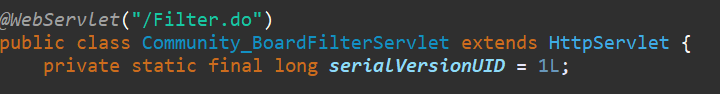 @WebServlet("/Filter.do")
public class Community_BoardFilterServlet extends HttpServlet {
    private static final long serialVersionUID = 1L;